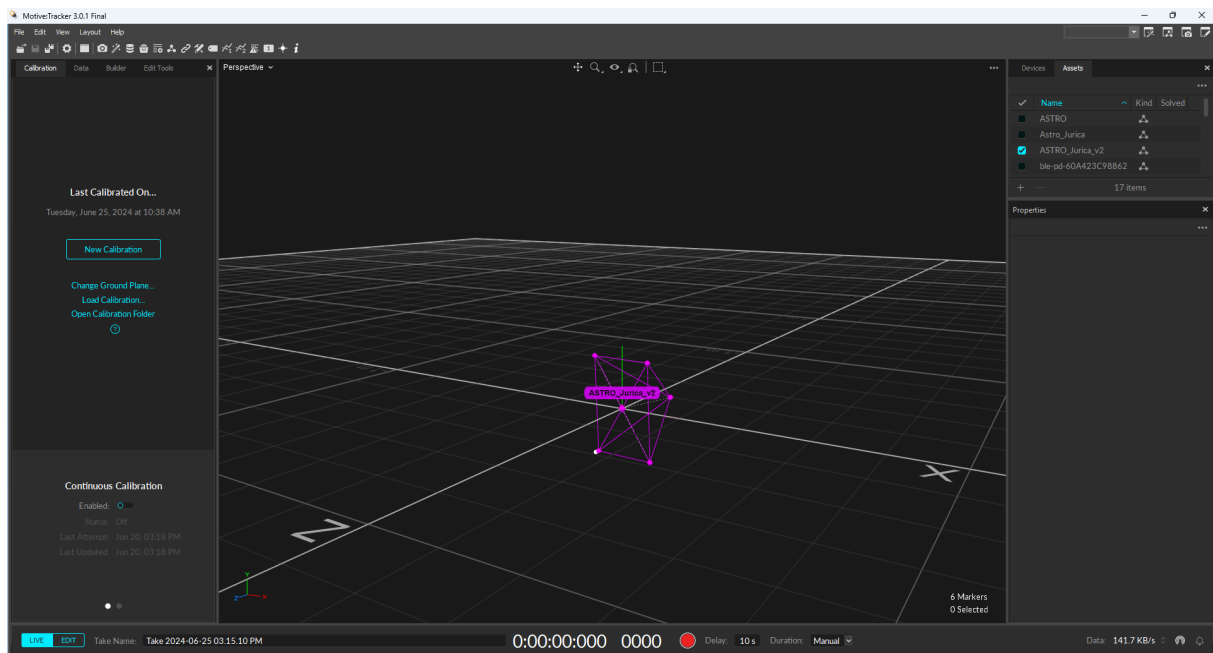 Motive:Tracker 3.0.1 Final
File Edit View Layout Help
Calibration Data Builder Edit Tools
Perspective
Devices Assets
Name Kind Solved
ASTRO
Astro_Jurica
ASTRO_Jurica_v2
ble-pd-60A423C98862
17 items
Properties
Last Calibrated On...
Tuesday, June 25, 2024 at 10:38 AM
New Calibration
Change Ground Plane...
Load Calibration...
Open Calibration Folder
?
ASTRO_Jurica_v2
X
Z
Continuous Calibration
Enabled:
Status: Off
Last Attempt: Jun 20, 03:18 PM
Last Updated: Jun 20, 03:18 PM
Y
Z X
6 Markers
0 Selected
LIVE EDIT Take Name: Take 2024-06-25 03.15.10 PM 0:00:00:000 0000 Delay: 10 s Duration: Manual Data: 141.7 KB/s